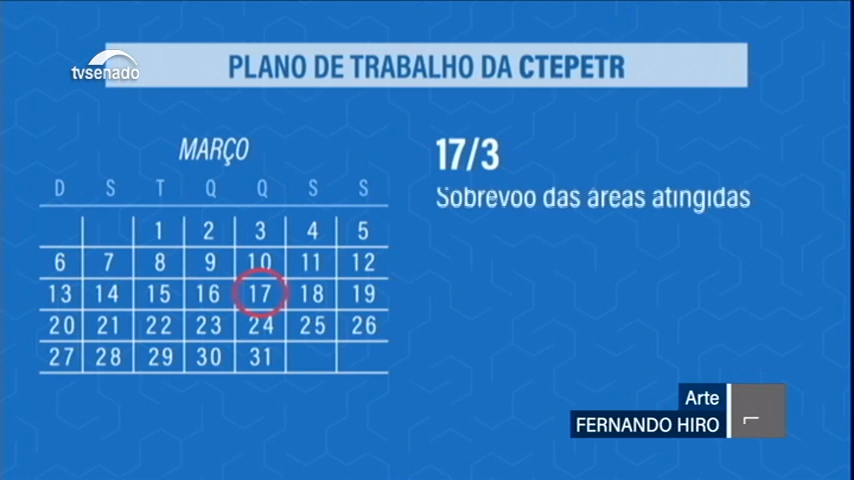 tvsenado
PLANO DE TRABALHO DA CTEPETR
MARÇO
D S T Q Q S S
1 2 3 4 5
6 7 8 9 10 11 12
13 14 15 16 17 18 19
20 21 22 23 24 25 26
27 28 29 30 31
17/3
Sobrevoo das áreas atingidas
Arte
FERNANDO HIRO